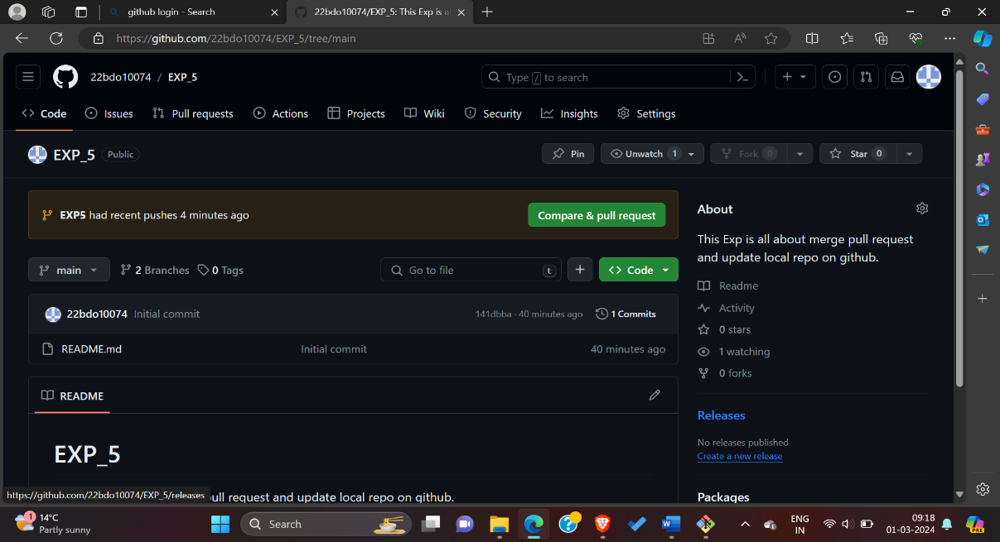 github login - Search
22bdo10074/EXP_5: This Exp is al
https://github.com/22bdo10074/EXP_5/tree/main
22bdo10074 / EXP_5
Type / to search
Code Issues Pull requests Actions Projects Wiki Security Insights Settings
EXP_5 Public
Pin Unwatch 1 Fork 0 Star 0
EXP5 had recent pushes 4 minutes ago
Compare & pull request
main 2 Branches 0 Tags
Go to file t
Code
22bdo10074 Initial commit 141dbba · 40 minutes ago 1 Commits
README.md Initial commit 40 minutes ago
README
EXP_5
pull request and update local repo on github.
About
This Exp is all about merge pull request
and update local repo on github.
Readme
Activity
0 stars
1 watching
0 forks
Releases
No releases published
Create a new release
Packages
https://github.com/22bdo10074/EXP_5/releases
1
14°C
Partly sunny
Search
W
PRE
ENG
IN
09:18
01-03-2024